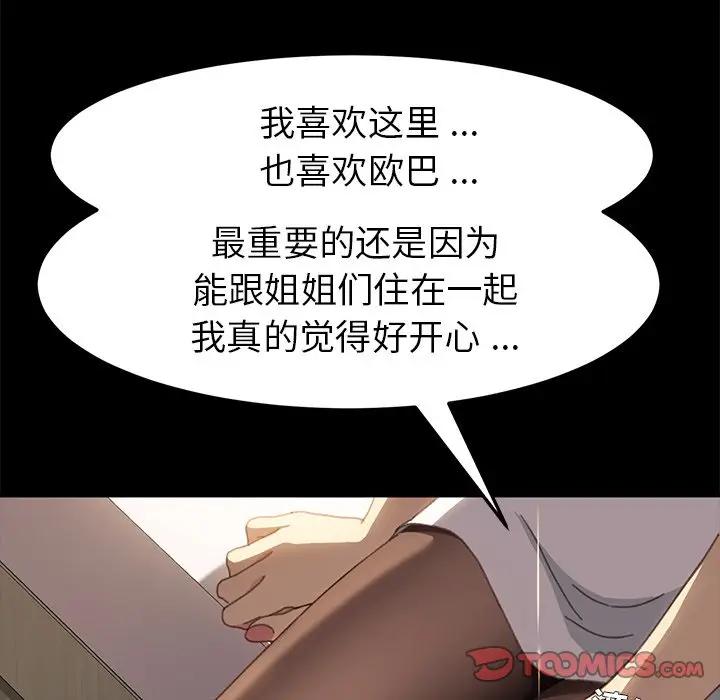 我喜欢这里 ...
也喜欢欧巴 ...
最重要的还是因为
能跟姐姐们住在一起
我真的觉得好开心 ...
TOOMICS.COM